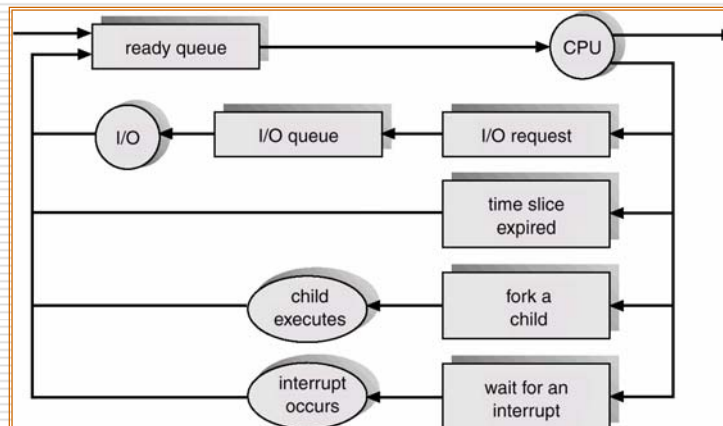 ready queue
CPU
I/O
I/O queue
I/O request
time slice
expired
child
executes
fork a
child
interrupt
occurs
wait for an
interrupt